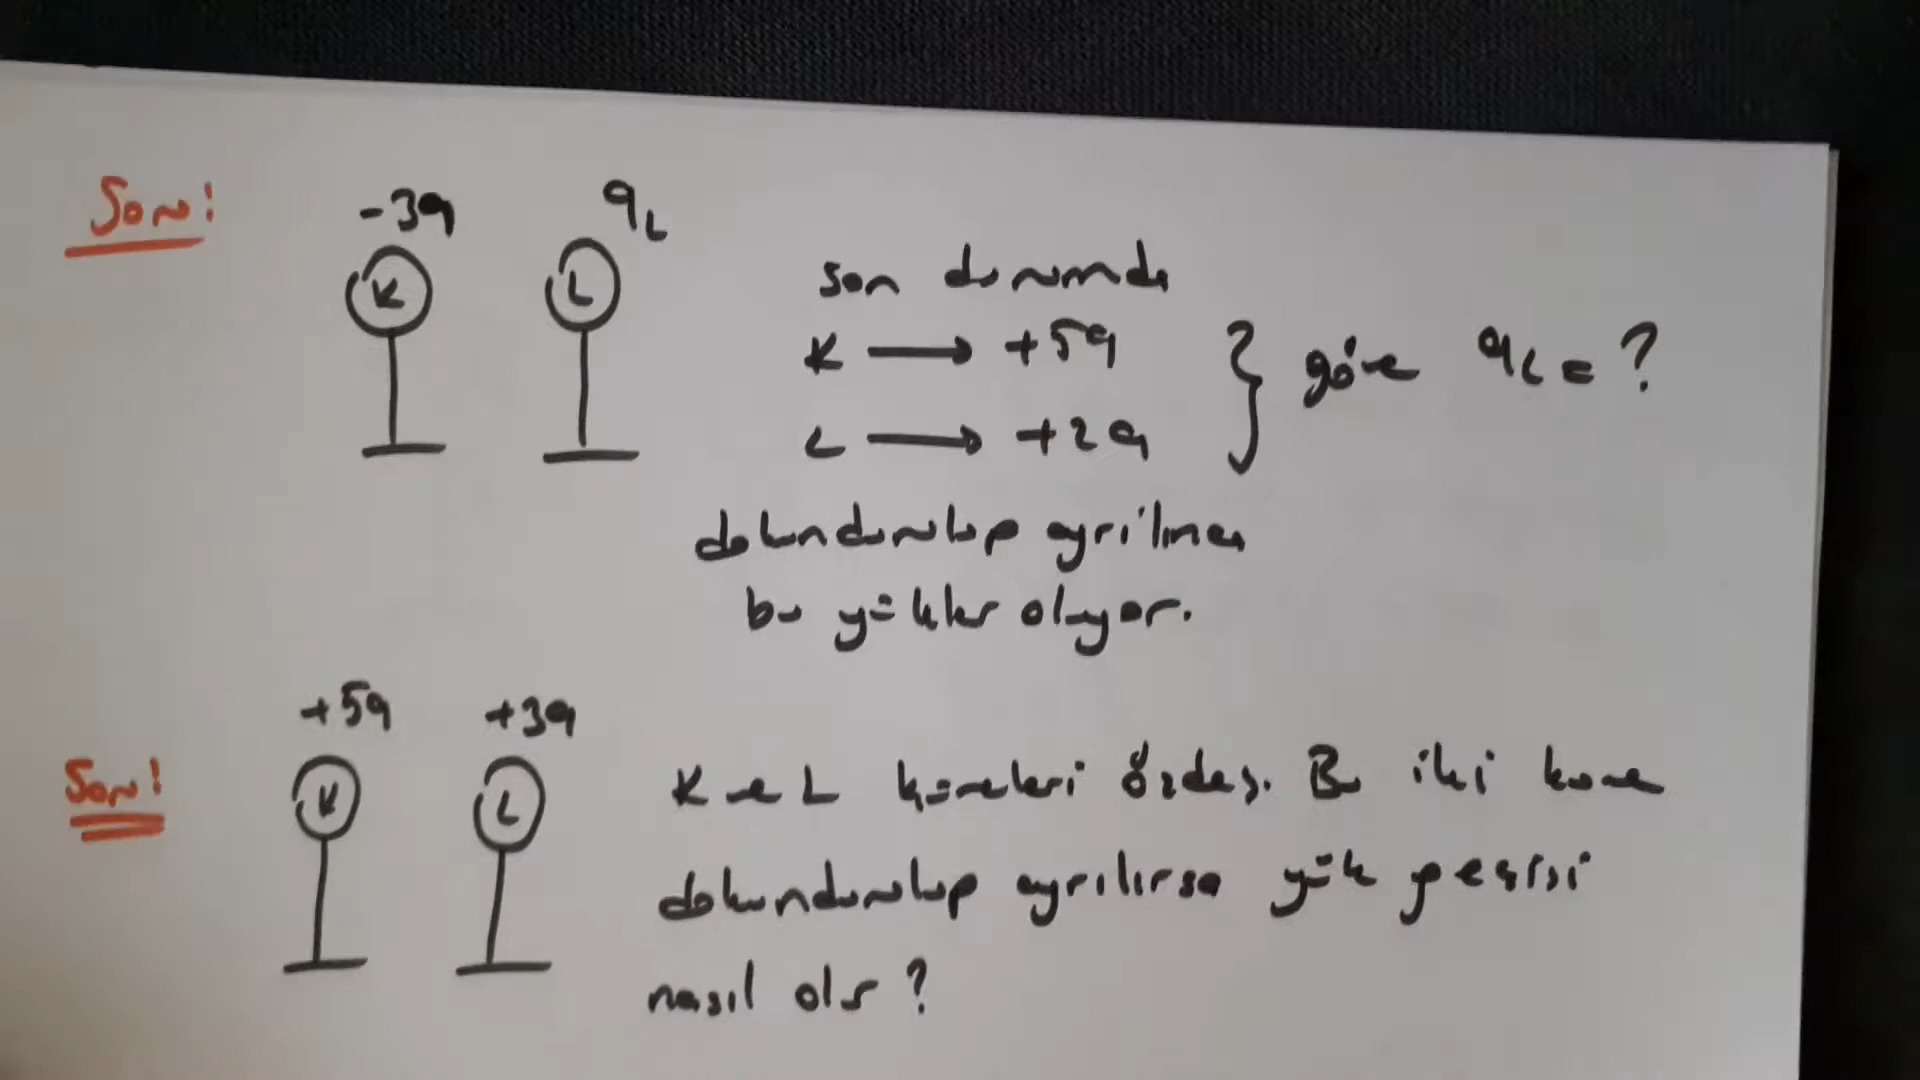 Soru:
-3q qL
K L
son durumda
K → +5q
L → +2q
} göre qL = ?
dokundurulup ayrılınca
bu yükler oluyor.
+5q +3q
Soru:
K L
K ve L küreleri özdeş. Bu iki küre
dokundurulup ayrılırsa yük geçişi
nasıl olur?